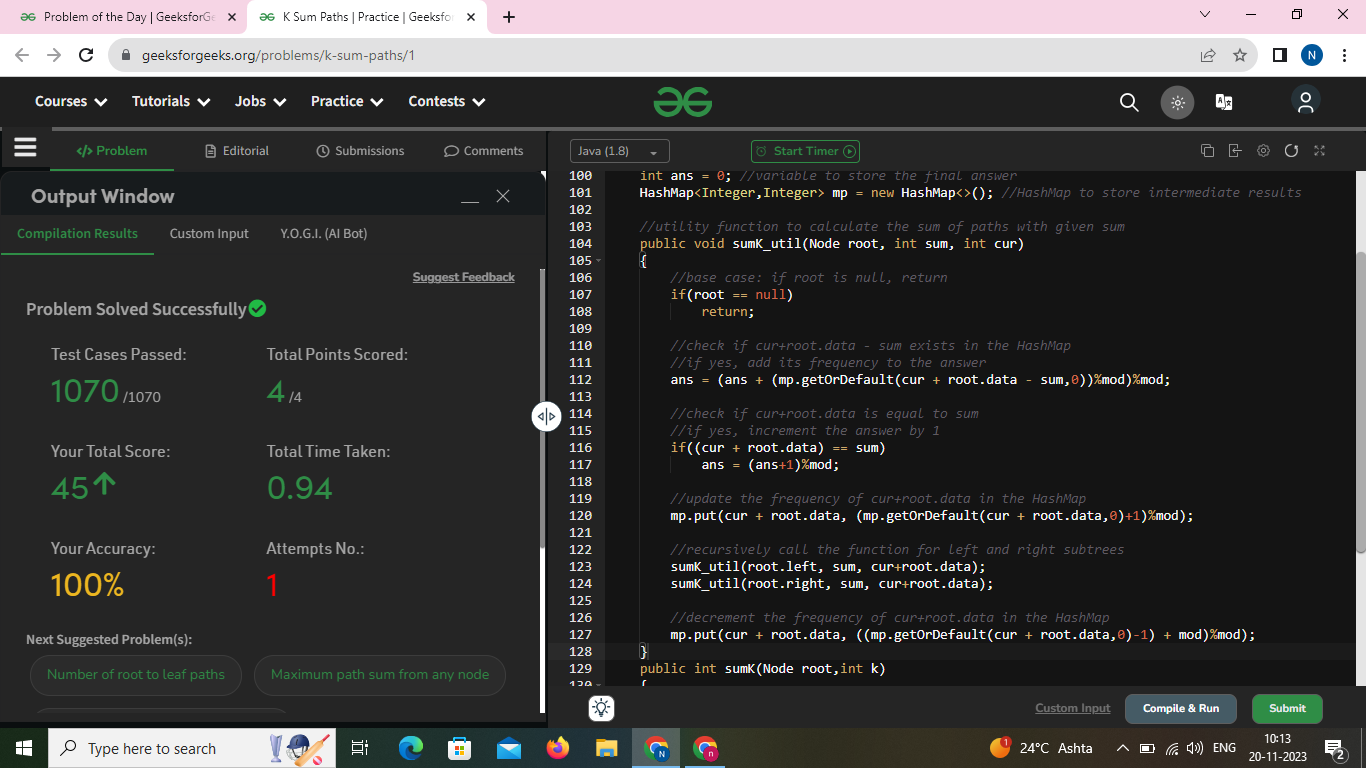 Problem of the Day | GeeksforGe
K Sum Paths | Practice | Geeksfor
geeksforgeeks.org/problems/k-sum-paths/1
N
Courses
Tutorials
Jobs
Practice
Contests
</> Problem
Editorial
Submissions
Comments
Java (1.8)
Start Timer
Output Window
Compilation Results
Custom Input
Y.O.G.I. (AI Bot)
Suggest Feedback
Problem Solved Successfully
Test Cases Passed:
1070 /1070
Total Points Scored:
4 /4
Your Total Score:
45
Total Time Taken:
0.94
Your Accuracy:
100%
Attempts No.:
1
Next Suggested Problem(s):
Number of root to leaf paths
Maximum path sum from any node
100 int ans = 0; //variable to store the final answer
101 HashMap<Integer,Integer> mp = new HashMap<>(); //HashMap to store intermediate results
102
103 //utility function to calculate the sum of paths with given sum
104 public void sumK_util(Node root, int sum, int cur)
105 {
106 //base case: if root is null, return
107 if(root == null)
108 return;
109
110 //check if cur+root.data - sum exists in the HashMap
111 //if yes, add its frequency to the answer
112 ans = (ans + (mp.getOrDefault(cur + root.data - sum,0))%mod)%mod;
113
114 //check if cur+root.data is equal to sum
115 //if yes, increment the answer by 1
116 if((cur + root.data) == sum)
117 ans = (ans+1)%mod;
118
119 //update the frequency of cur+root.data in the HashMap
120 mp.put(cur + root.data, (mp.getOrDefault(cur + root.data,0)+1)%mod);
121
122 //recursively call the function for left and right subtrees
123 sumK_util(root.left, sum, cur+root.data);
124 sumK_util(root.right, sum, cur+root.data);
125
126 //decrement the frequency of cur+root.data in the HashMap
127 mp.put(cur + root.data, ((mp.getOrDefault(cur + root.data,0)-1) + mod)%mod);
128 }
129 public int sumK(Node root,int k)
130 {
Custom Input
Compile & Run
Submit
Type here to search
N
n
1
24°C Ashta
ENG
10:13
20-11-2023
2